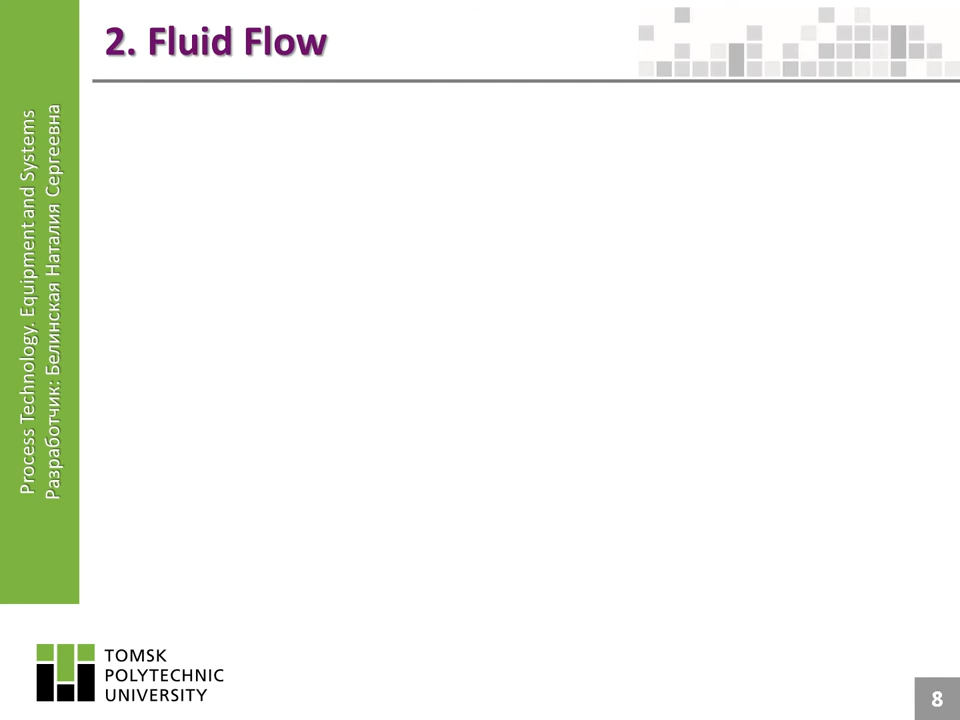 2. Fluid Flow
Process Technology. Equipment and Systems
Разработчик: Белинская Наталия Сергеевна
TOMSK
POLYTECHNIC
UNIVERSITY
8